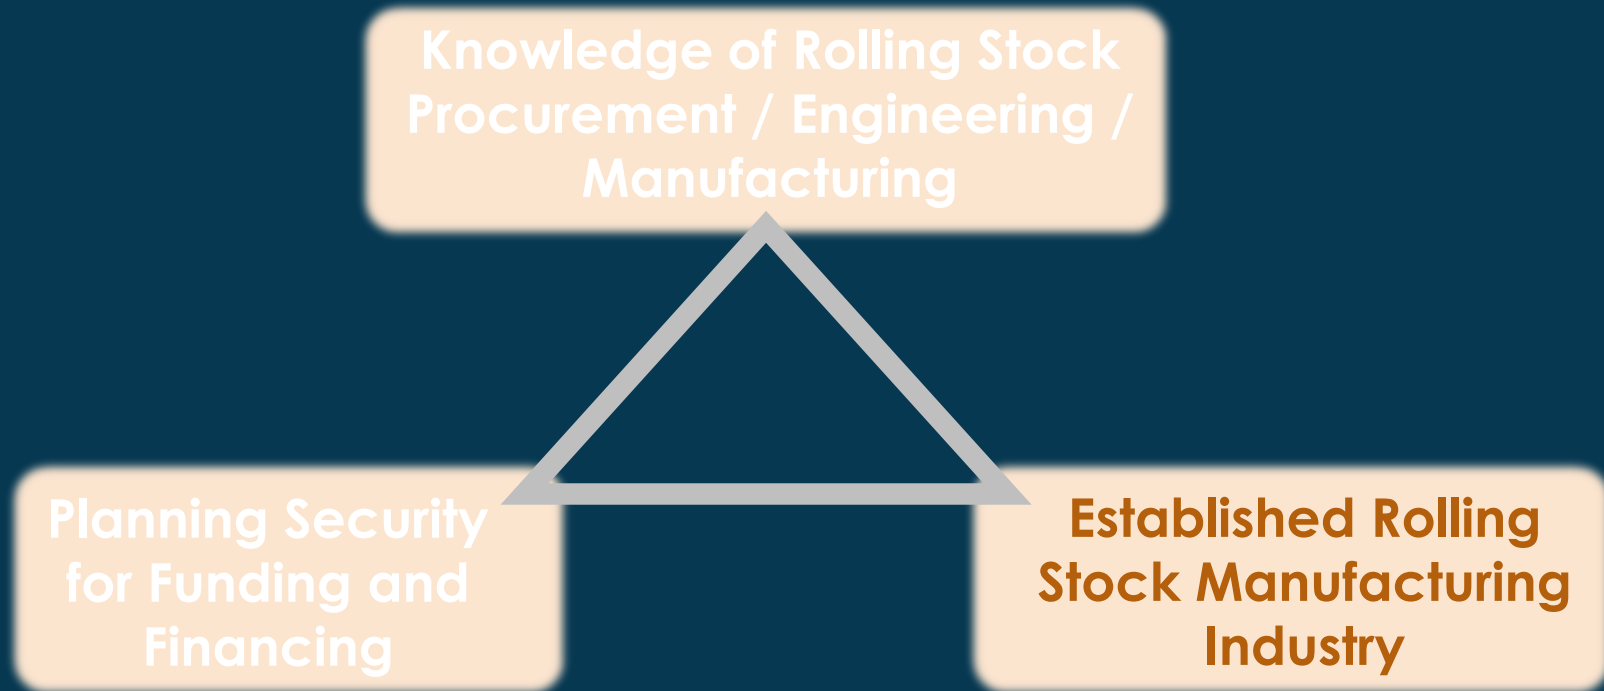 Knowledge of Rolling Stock
Procurement / Engineering /
Manufacturing
Planning Security
for Funding and
Financing
Established Rolling
Stock Manufacturing
Industry